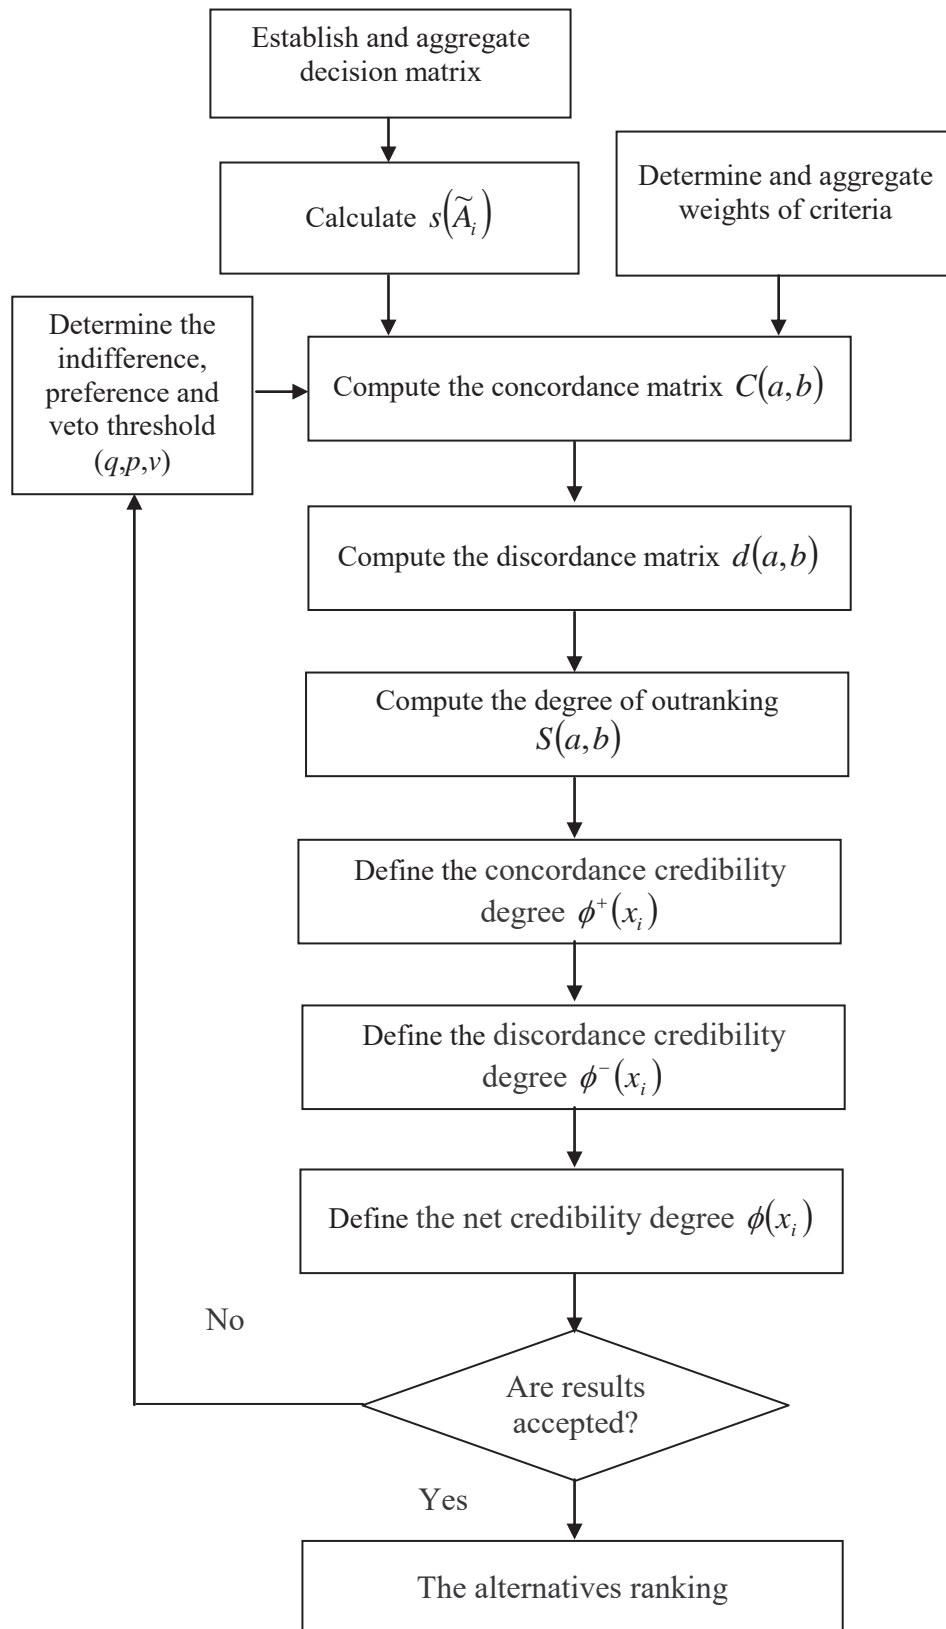 Establish and aggregate
decision matrix
Calculate s(Ã_i)
Determine and aggregate
weights of criteria
Determine the
indifference,
preference and
veto threshold
(q,p,v)
Compute the concordance matrix C(a,b)
Compute the discordance matrix d(a,b)
Compute the degree of outranking
S(a,b)
Define the concordance credibility
degree ϕ⁺(x_i)
Define the discordance credibility
degree ϕ⁻(x_i)
Define the net credibility degree ϕ(x_i)
No
Are results
accepted?
Yes
The alternatives ranking